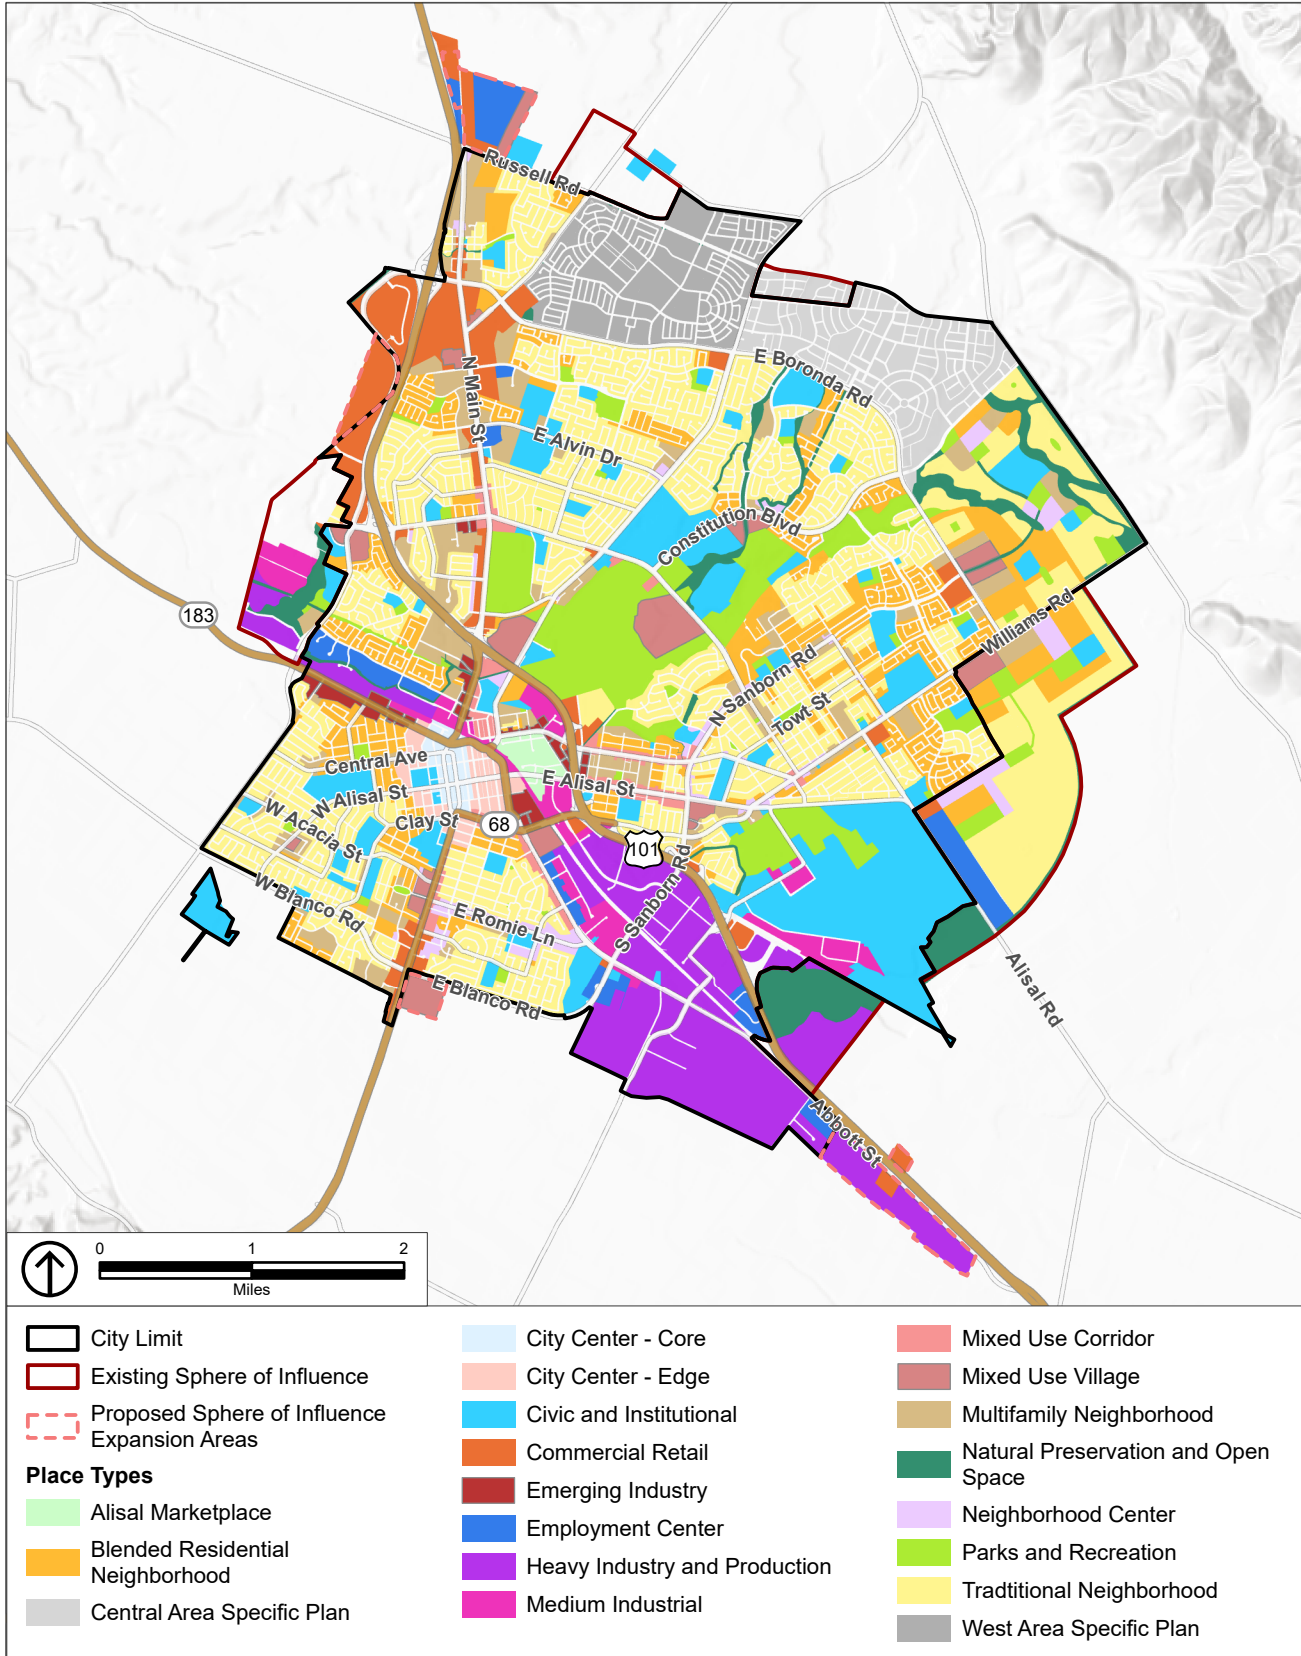 Russell Rd
E Boronda Rd
N Main St
E Alvin Dr
Constitution Blvd
183
Williams Rd
N Sanborn Rd
Towt St
Central Ave
E Alisal St
W Alisal St
Clay St
68
W Acacia St
101
S Sanborn Rd
W Blanco Rd
E Romie Ln
E Blanco Rd
Alisal Rd
Abbott St
0 1 2
Miles
City Limit
Existing Sphere of Influence
Proposed Sphere of Influence
Expansion Areas
Place Types
Alisal Marketplace
Blended Residential
Neighborhood
Central Area Specific Plan
City Center - Core
City Center - Edge
Civic and Institutional
Commercial Retail
Emerging Industry
Employment Center
Heavy Industry and Production
Medium Industrial
Mixed Use Corridor
Mixed Use Village
Multifamily Neighborhood
Natural Preservation and Open
Space
Neighborhood Center
Parks and Recreation
Tradtitional Neighborhood
West Area Specific Plan